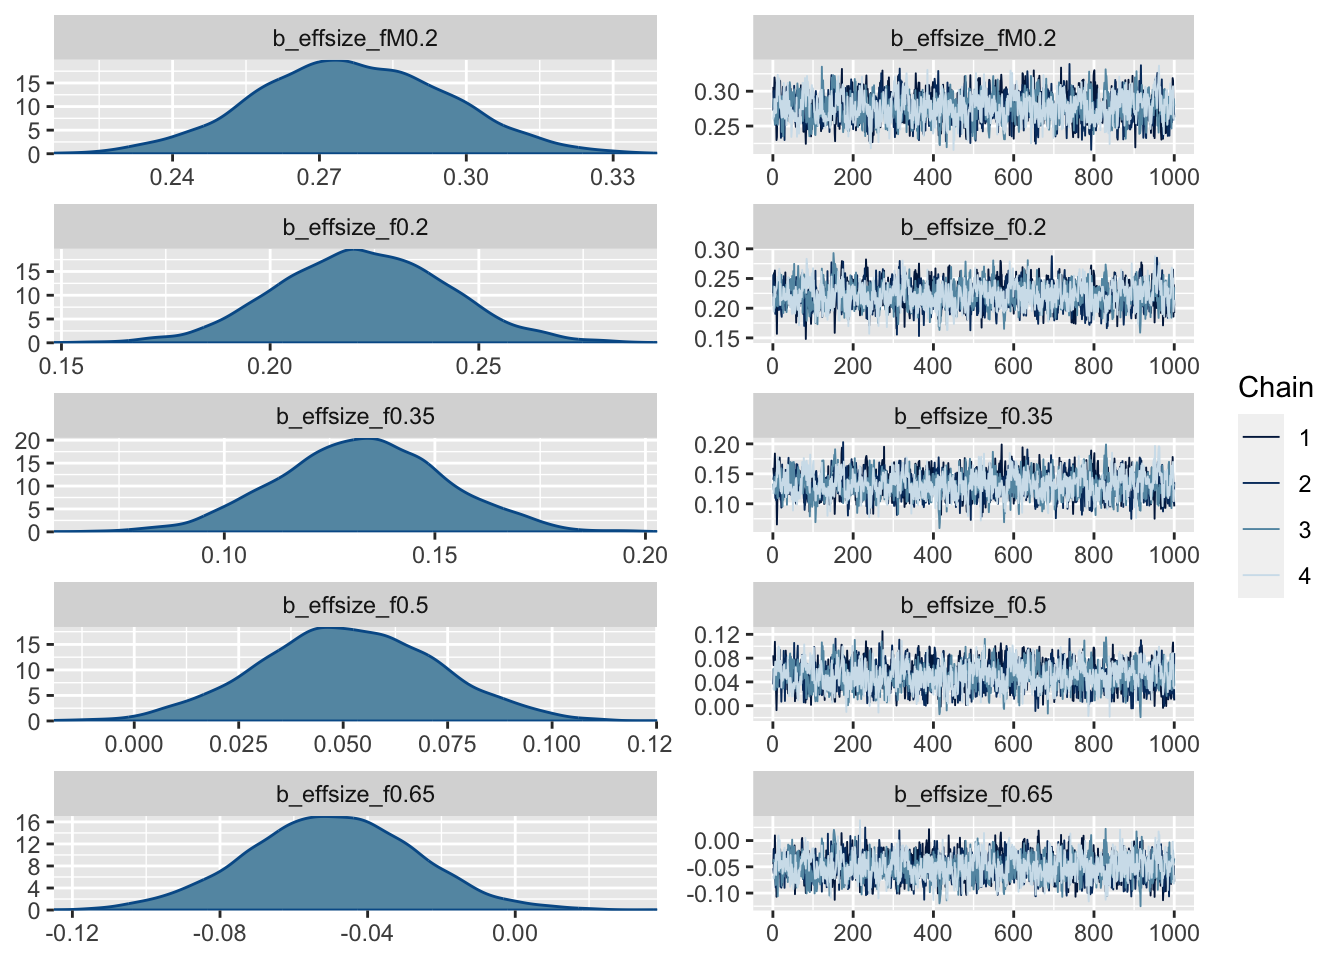 b_effsize_fM0.2
b_effsize_fM0.2
15
10
5
0
0.24 0.27 0.30 0.33
0.30
0.25
0 200 400 600 800 1000
b_effsize_f0.2
b_effsize_f0.2
15
10
5
0
0.15 0.20 0.25
0.30
0.25
0.20
0.15
0 200 400 600 800 1000
b_effsize_f0.35
b_effsize_f0.35
20
15
10
5
0
0.10 0.15 0.20
0.20
0.15
0.10
0 200 400 600 800 1000
b_effsize_f0.5
b_effsize_f0.5
15
10
5
0
0.000 0.025 0.050 0.075 0.100 0.12
0.12
0.08
0.04
0.00
0 200 400 600 800 1000
b_effsize_f0.65
b_effsize_f0.65
16
12
8
4
0
-0.12 -0.08 -0.04 0.00
0.00
-0.05
-0.10
0 200 400 600 800 1000
Chain
1
2
3
4